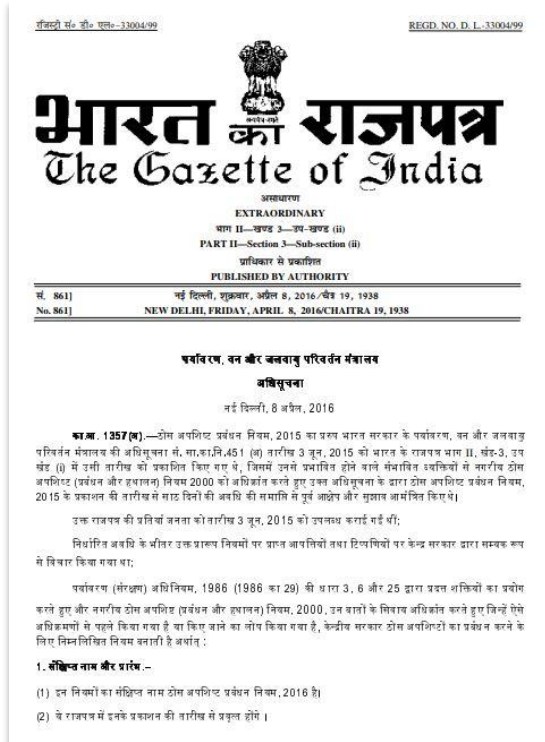 रजिस्ट्री सं० डी० एल०-33004/99
REGD. NO. D. L.-33004/99
सत्यमेव जयते
भारत का राजपत्र
The Gazette of India
असाधारण
EXTRAORDINARY
भाग II—खण्ड 3—उप-खण्ड (ii)
PART II—Section 3—Sub-section (ii)
प्राधिकार से प्रकाशित
PUBLISHED BY AUTHORITY
सं. 861] नई दिल्ली, शुक्रवार, अप्रैल 8, 2016/चैत्र 19, 1938
No. 861] NEW DELHI, FRIDAY, APRIL 8, 2016/CHAITRA 19, 1938
पर्यावरण, वन और जलवायु परिवर्तन मंत्रालय
अधिसूचना
नई दिल्ली, 8 अप्रैल, 2016
का.आ. 1357(अ).—ठोस अपशिष्ट प्रबंधन नियम, 2015 का प्ररुप भारत सरकार के पर्यावरण, वन और जलवायु
परिवर्तन मंत्रालय की अधिसूचना सं. सा.का.नि.451 (अ) तारीख 3 जून, 2015 को भारत के राजपत्र भाग II, खंड-3, उप
खंड (i) में उसी तारीख को प्रकाशित किए गए थे, जिसमें उनसे प्रभावित होने वाले संभावित व्यक्तियों से नगरीय ठोस
अपशिष्ट (प्रबंधन और हथालन) नियम 2000 को अधिक्रांत करते हुए उक्त अधिसूचना के द्वारा ठोस अपशिष्ट प्रबंधन नियम,
2015 के प्रकाशन की तारीख से साठ दिनों की अवधि की समाप्ति से पूर्व आक्षेप और सुझाव आमंत्रित किए थे।
उक्त राजपत्र की प्रतियां जनता को तारीख 3 जून, 2015 को उपलब्ध कराई गई थीं;
निर्धारित अवधि के भीतर उक्त प्रारूप नियमों पर प्राप्त आपत्तियों तथा टिप्पणियों पर केन्द्र सरकार द्वारा सम्यक रूप
से विचार किया गया था;
पर्यावरण (संरक्षण) अधिनियम, 1986 (1986 का 29) की धारा 3, 6 और 25 द्वारा प्रदत्त शक्तियों का प्रयोग
करते हुए और नगरीय ठोस अपशिष्ट (प्रबंधन और हथालन) नियम, 2000, उन बातों के सिवाय अधिक्रांत करते हुए जिन्हें ऐसे
अधिक्रमणों से पहले किया गया है या किए जाने का लोप किया गया है, केन्द्रीय सरकार ठोस अपशिष्टों का प्रबंधन करने के
लिए निम्नलिखित नियम बनाती है अर्थात् :
1. संक्षिप्त नाम और प्रारंभ.–
(1) इन नियमों का संक्षिप्त नाम ठोस अपशिष्ट प्रबंधन नियम, 2016 है।
(2) ये राजपत्र में इनके प्रकाशन की तारीख से प्रवृत्त होंगे ।